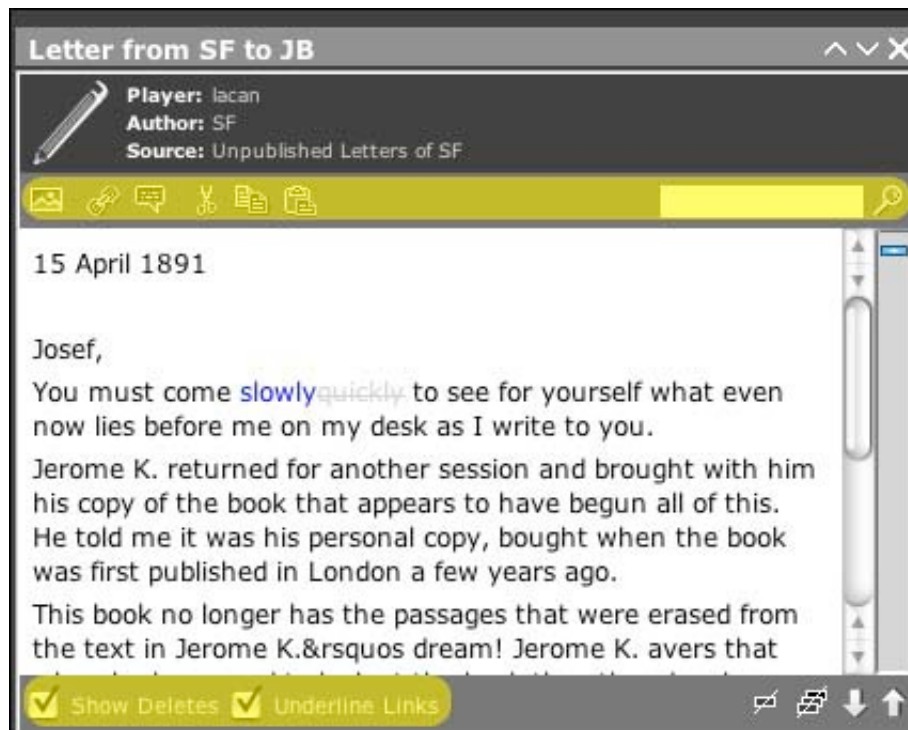 Letter from SF to JB
Player: lacan
Author: SF
Source: Unpublished Letters of SF
15 April 1891
Josef,
You must come slowlyquickly to see for yourself what even
now lies before me on my desk as I write to you.
Jerome K. returned for another session and brought with him
his copy of the book that appears to have begun all of this.
He told me it was his personal copy, bought when the book
was first published in London a few years ago.
This book no longer has the passages that were erased from
the text in Jerome K.&rsquos dream! Jerome K. avers that
Show Deletes Underline Links